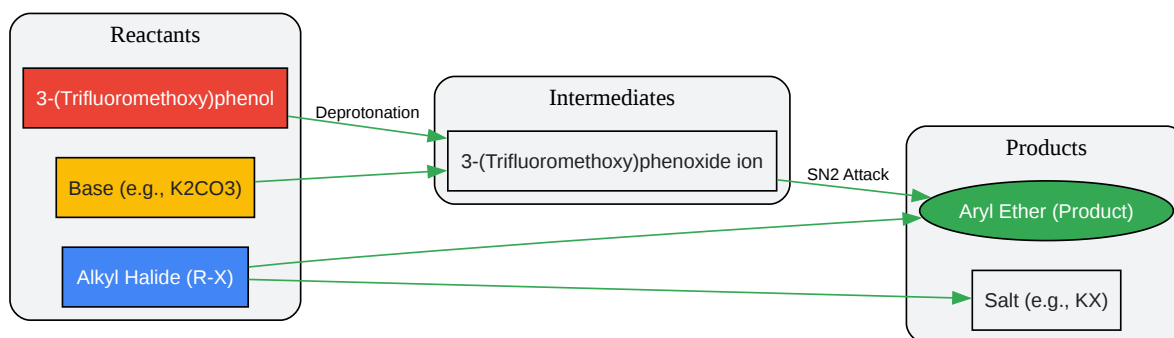 Reactants
3-(Trifluoromethoxy)phenol
Base (e.g., K2CO3)
Alkyl Halide (R-X)
Deprotonation
Intermediates
3-(Trifluoromethoxy)phenoxide ion
SN2 Attack
Products
Aryl Ether (Product)
Salt (e.g., KX)